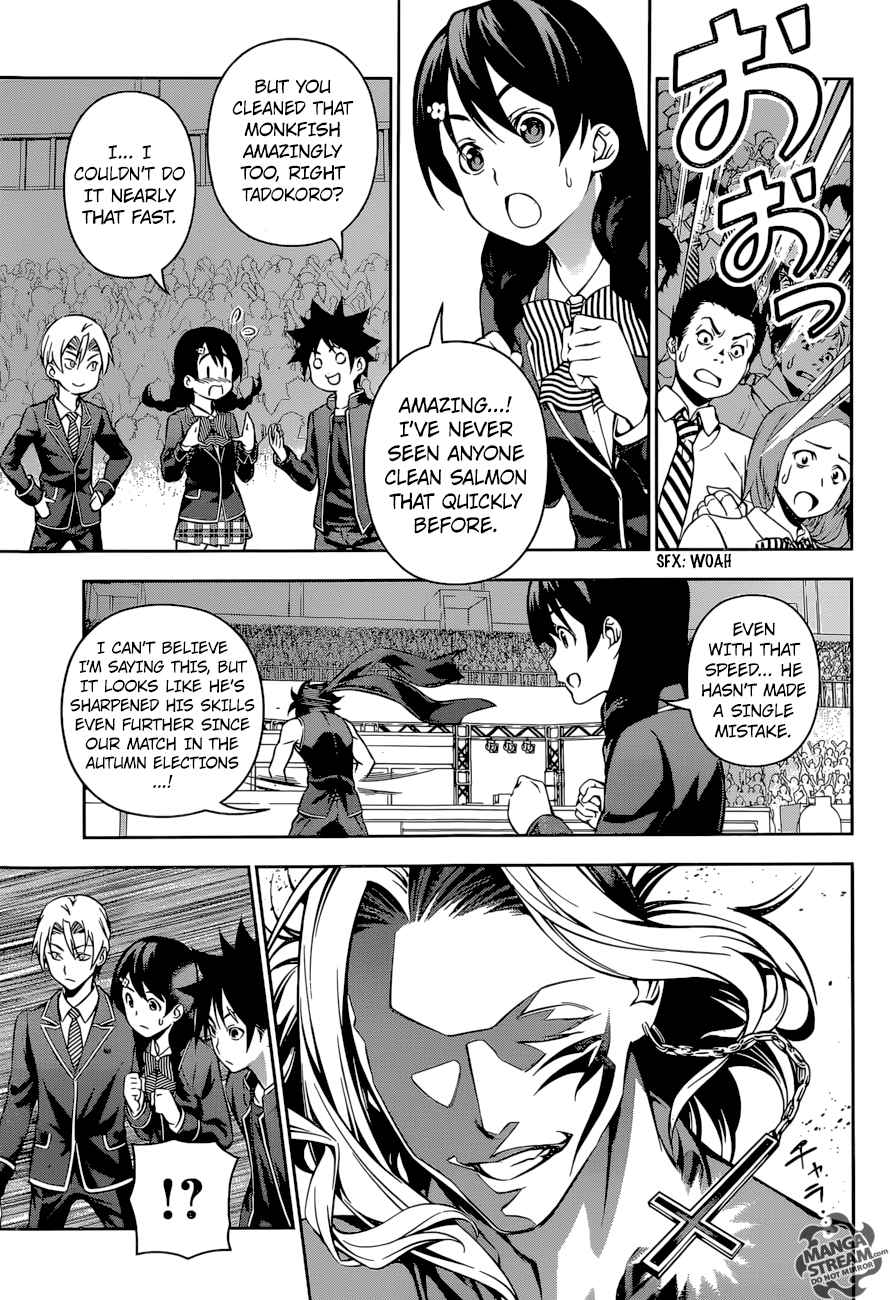 おおおっ
SFX: WOAH
AMAZING...!
I'VE NEVER
SEEN ANYONE
CLEAN SALMON
THAT QUICKLY
BEFORE.
BUT YOU
CLEANED THAT
MONKFISH
AMAZINGLY
TOO, RIGHT
TADOKORO?
I... I
COULDN'T DO
IT NEARLY
THAT FAST.
EVEN
WITH THAT
SPEED... HE
HASN'T MADE
A SINGLE
MISTAKE.
I CAN'T BELIEVE
I'M SAYING THIS, BUT
IT LOOKS LIKE HE'S
SHARPENED HIS SKILLS
EVEN FURTHER SINCE
OUR MATCH IN THE
AUTUMN ELECTIONS
...!
チャラ...
!?
MANGA
STREAM.com
DO NOT MIRROR